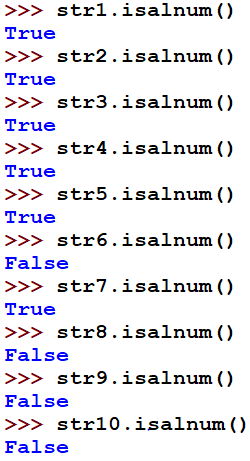 >>> str1.isalnum()
True
>>> str2.isalnum()
True
>>> str3.isalnum()
True
>>> str4.isalnum()
True
>>> str5.isalnum()
True
>>> str6.isalnum()
False
>>> str7.isalnum()
True
>>> str8.isalnum()
False
>>> str9.isalnum()
False
>>> str10.isalnum()
False